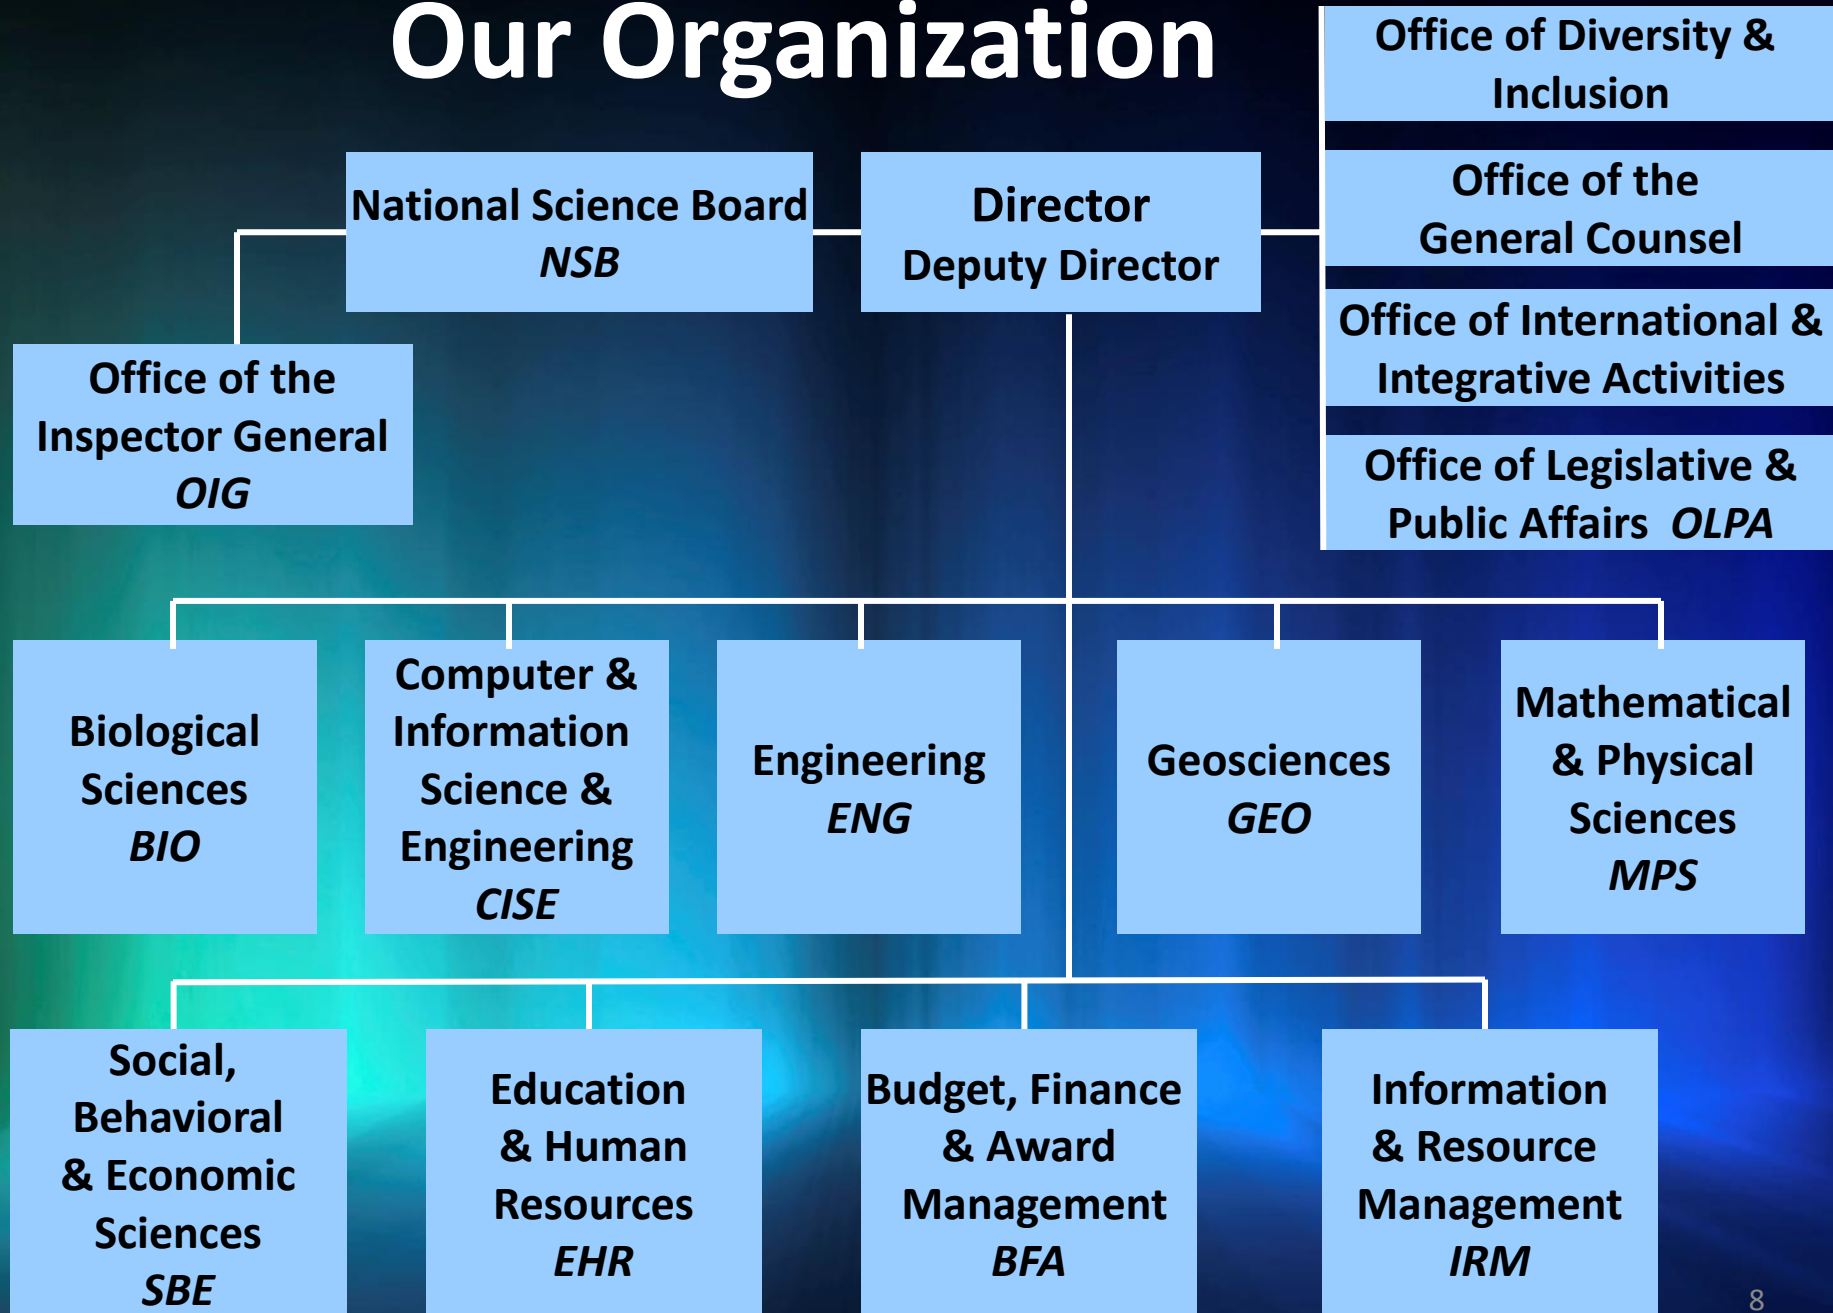 Our Organization
Office of Diversity &
Inclusion
National Science Board
NSB
Director
Deputy Director
Office of the
General Counsel
Office of International &
Integrative Activities
Office of the
Inspector General
OIG
Office of Legislative &
Public Affairs OLPA
Biological
Sciences
BIO
Computer &
Information
Science &
Engineering
CISE
Engineering
ENG
Geosciences
GEO
Mathematical
& Physical
Sciences
MPS
Social,
Behavioral
& Economic
Sciences
SBE
Education
& Human
Resources
EHR
Budget, Finance
& Award
Management
BFA
Information
& Resource
Management
IRM
8